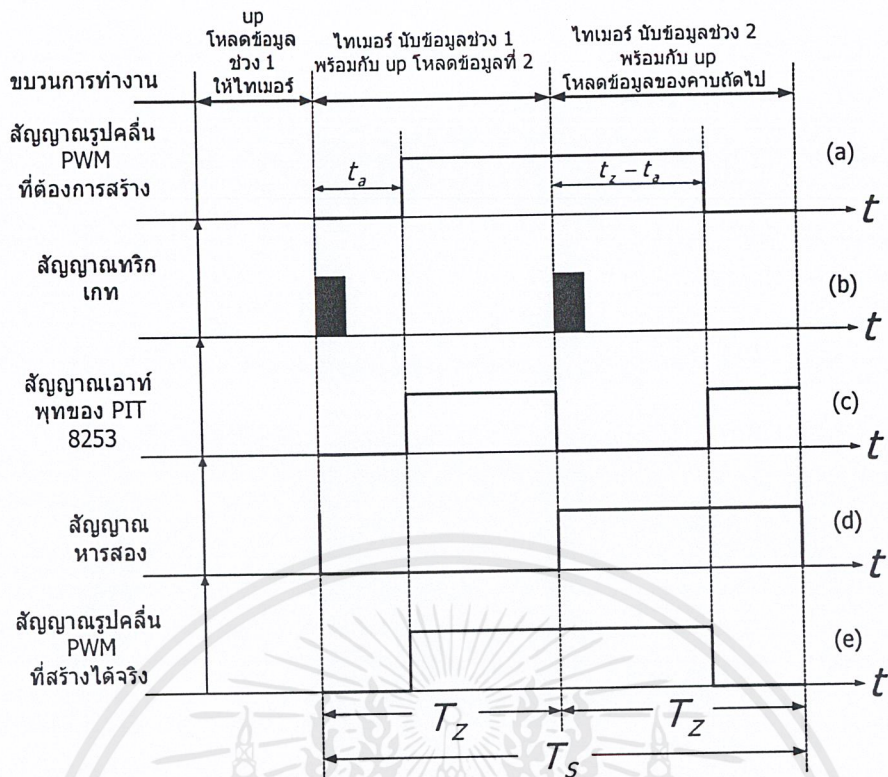 up
โหลดข้อมูล
ช่วง 1
ให้ไทเมอร์
ไทเมอร์ นับข้อมูลช่วง 1
พร้อมกับ up โหลดข้อมูลที่ 2
ไทเมอร์ นับข้อมูลช่วง 2
พร้อมกับ up
โหลดข้อมูลของคาบถัดไป
ขบวนการทำงาน
สัญญาณรูปคลื่น
PWM
ที่ต้องการสร้าง
t_a
t_z − t_a
(a)
t
สัญญาณทริก
เกท
(b)
t
สัญญาณเอาท์
พุทของ PIT
8253
(c)
t
สัญญาณ
หารสอง
(d)
t
สัญญาณรูปคลื่น
PWM
ที่สร้างได้จริง
(e)
t
T_Z
T_Z
T_S